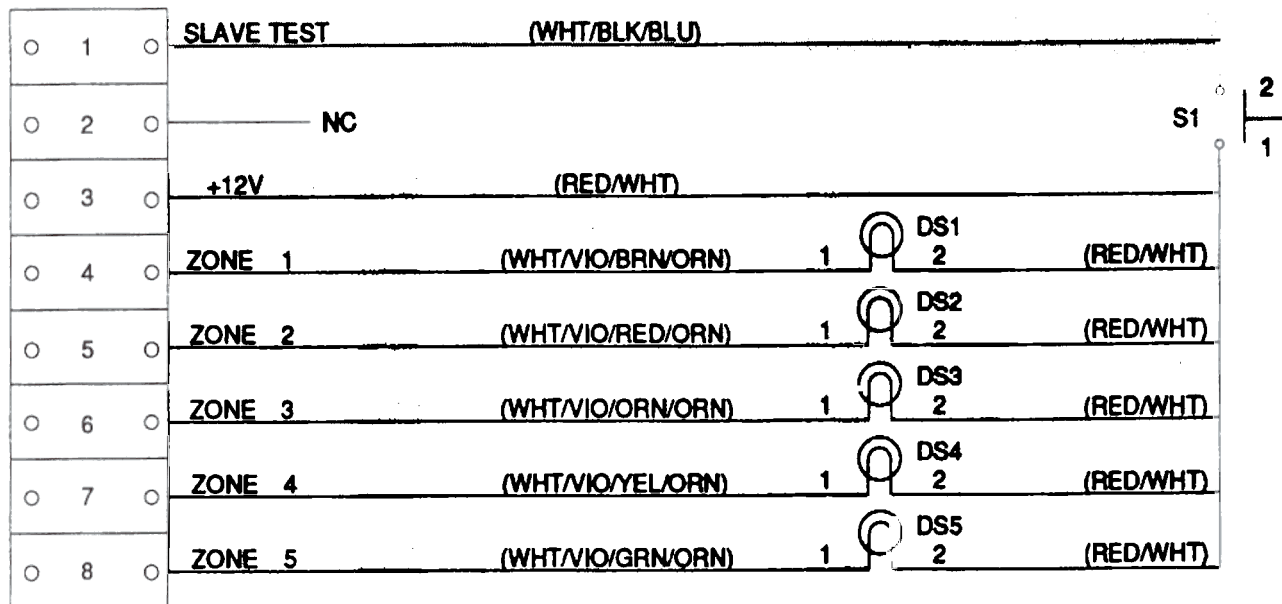 1 SLAVE TEST (WHT/BLK/BLU)
2
2 NC S1
1
3 +12V (RED/WHT)
DS1
4 ZONE 1 (WHT/VIO/BRN/ORN) 1 2 (RED/WHT)
DS2
5 ZONE 2 (WHT/VIO/RED/ORN) 1 2 (RED/WHT)
DS3
6 ZONE 3 (WHT/VIO/ORN/ORN) 1 2 (RED/WHT)
DS4
7 ZONE 4 (WHT/VIO/YEL/ORN) 1 2 (RED/WHT)
DS5
8 ZONE 5 (WHT/VIO/GRN/ORN) 1 2 (RED/WHT)